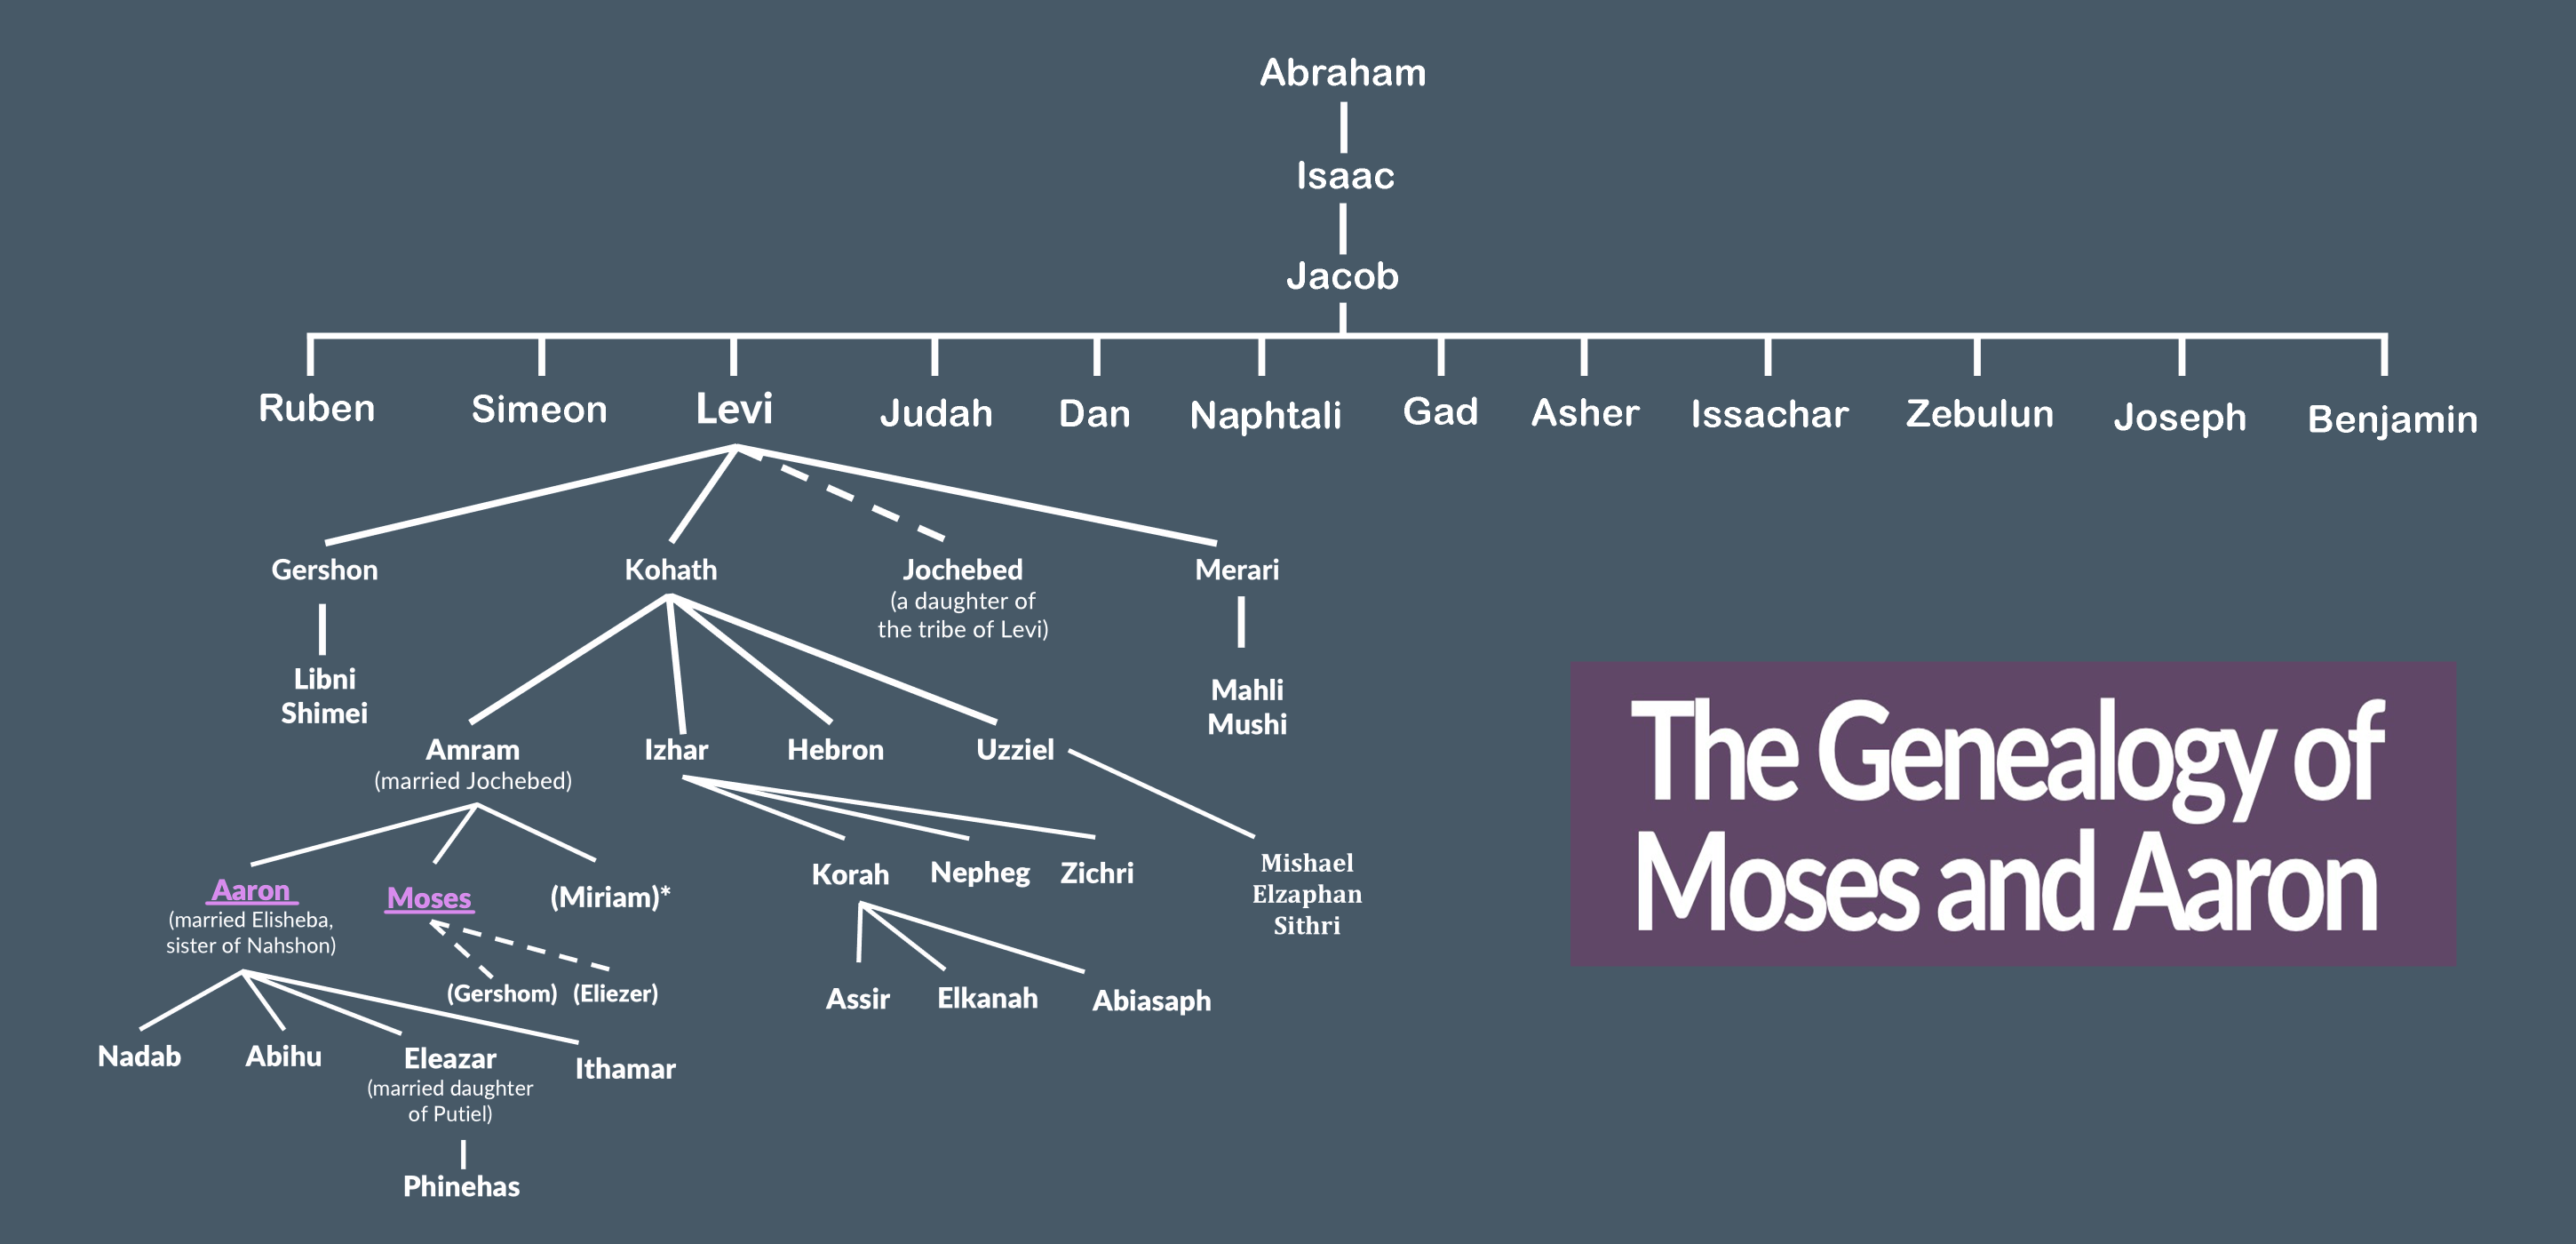 Abraham
Isaac
Jacob
Ruben Simeon Levi Judah Dan Naphtali Gad Asher Issachar Zebulun Joseph Benjamin
Gershon Kohath Jochebed Merari
(a daughter of
the tribe of Levi)
Libni
Shimei
Mahli
Mushi
Amram Izhar Hebron Uzziel
(married Jochebed)
Aaron Moses (Miriam)* Korah Nepheg Zichri
(married Elisheba,
sister of Nahshon)
Mishael
Elzaphan
Sithri
(Gershom) (Eliezer) Assir Elkanah Abiasaph
Nadab Abihu Eleazar Ithamar
(married daughter
of Putiel)
Phinehas
The Genealogy of
Moses and Aaron